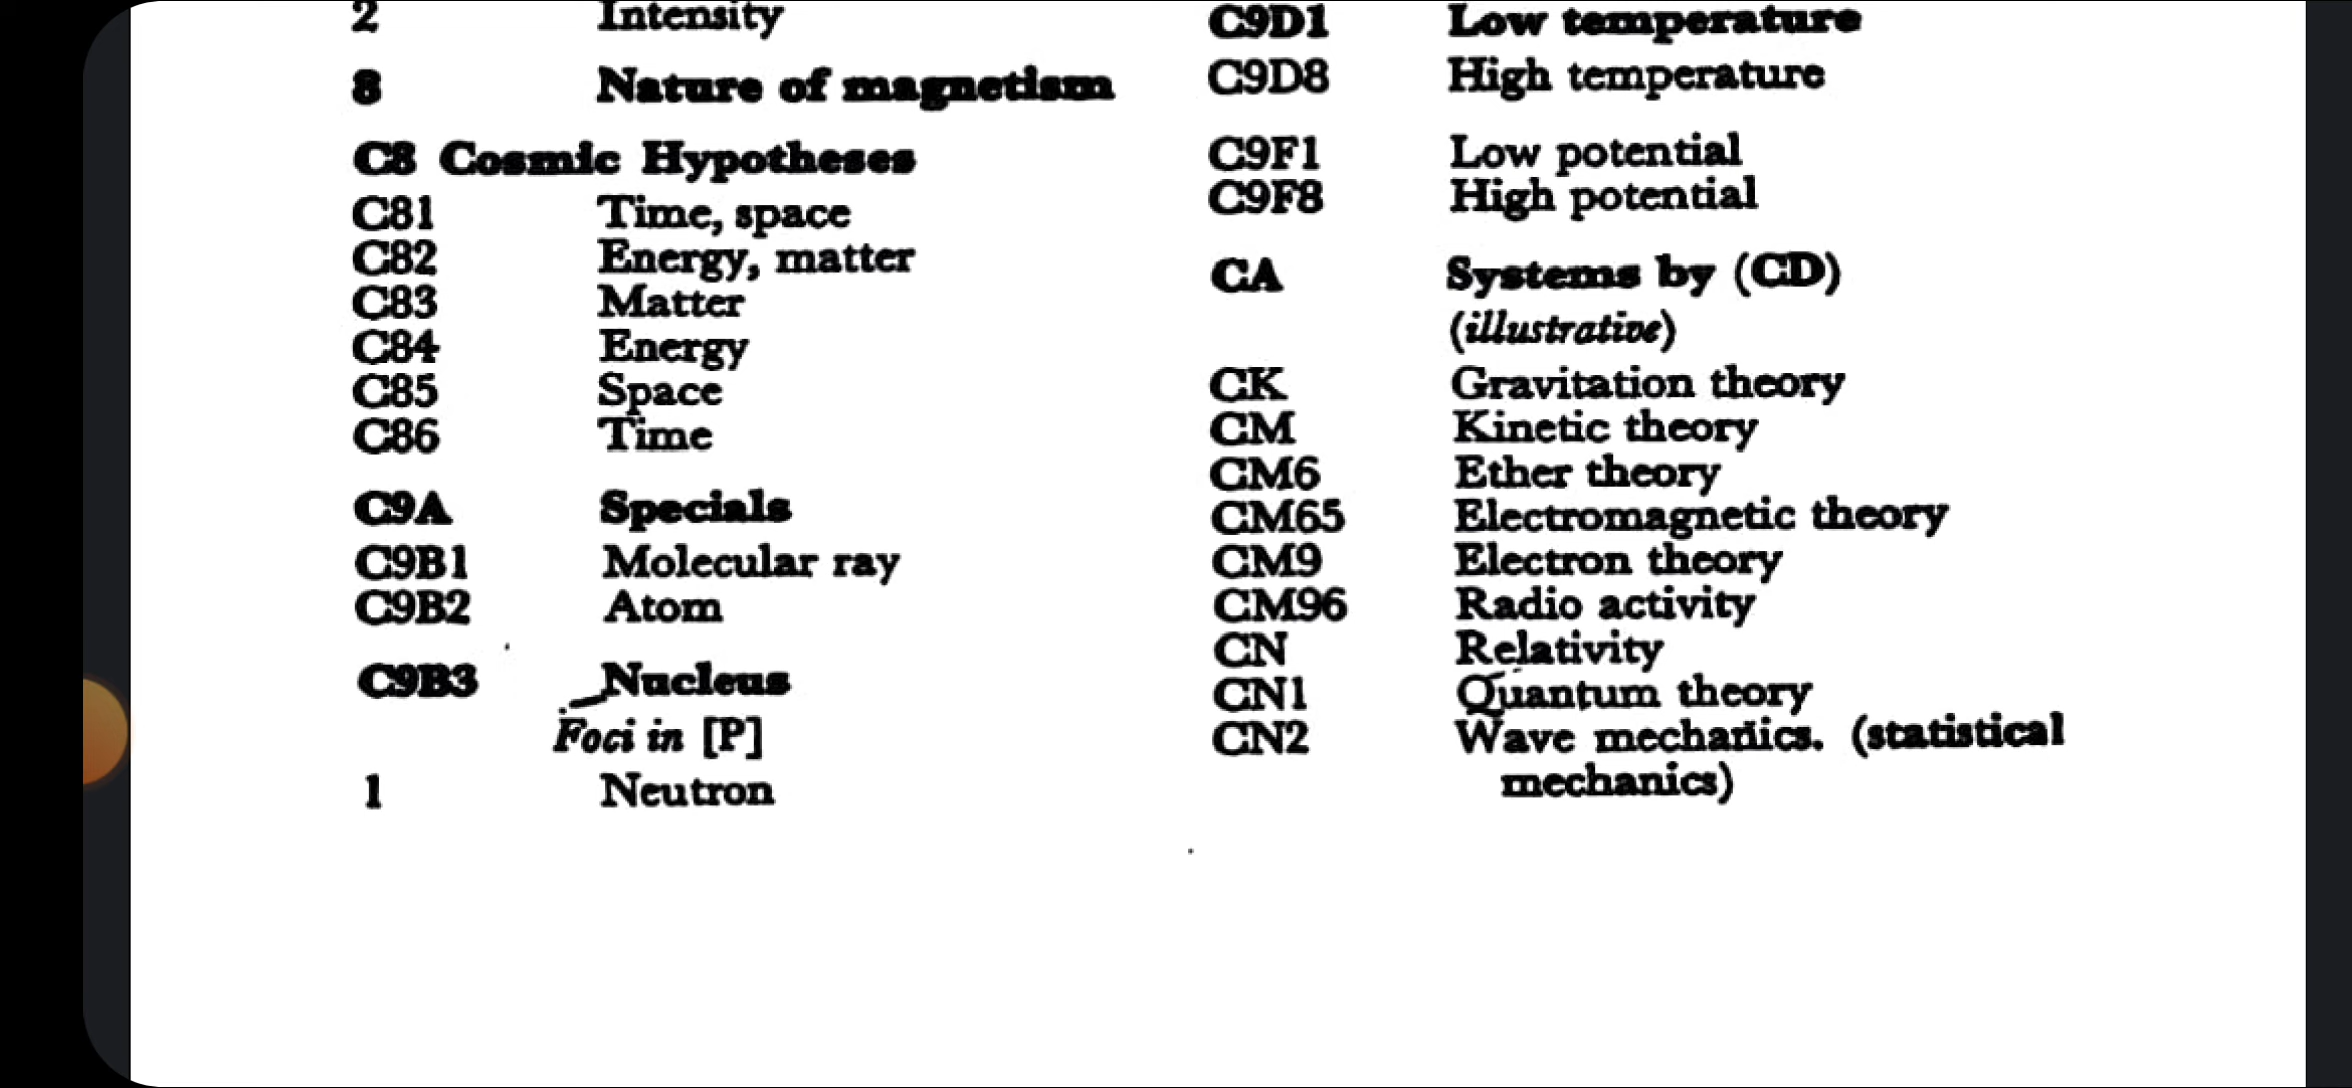 2 Intensity
8 Nature of magnetism
C8 Cosmic Hypotheses
C81 Time, space
C82 Energy, matter
C83 Matter
C84 Energy
C85 Space
C86 Time
C9A Specials
C9B1 Molecular ray
C9B2 Atom
C9B3 Nucleus
Foci in [P]
1 Neutron
C9D1 Low temperature
C9D8 High temperature
C9F1 Low potential
C9F8 High potential
CA Systems by (CD)
(illustrative)
CK Gravitation theory
CM Kinetic theory
CM6 Ether theory
CM65 Electromagnetic theory
CM9 Electron theory
CM96 Radio activity
CN Relativity
CN1 Quantum theory
CN2 Wave mechanics. (statistical
mechanics)